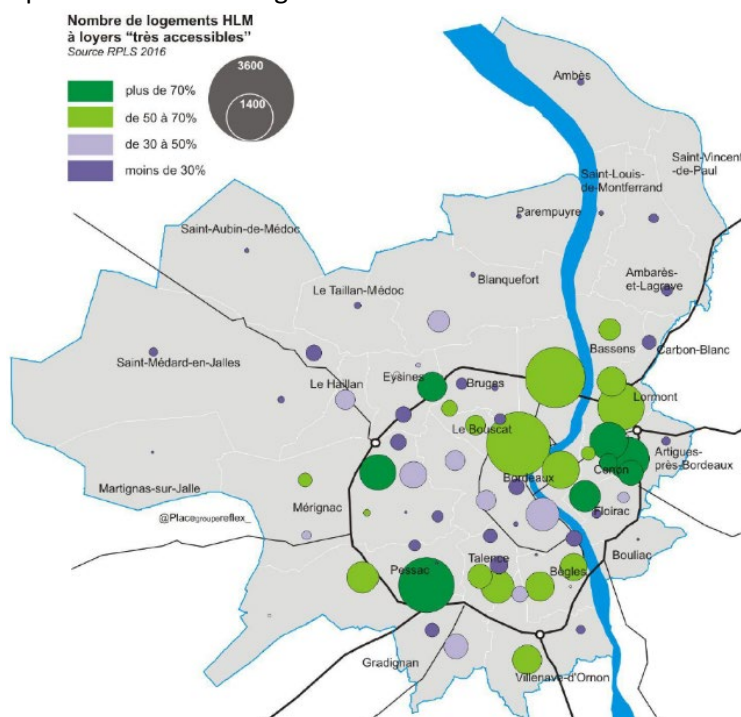 Nombre de logements HLM
à loyers "très accessibles"
Source RPLS 2016
3600
1400
plus de 70%
de 50 à 70%
de 30 à 50%
moins de 30%
Ambès
Saint-Vincent
-de-Paul
Saint-Louis
de-Montferrand
Parempuyre
Saint-Aubin-de-Médoc
Blanquefort
Ambarès-
et-Lagrave
Le Taillan-Médoc
Carbon-Blanc
Bassens
Saint-Médard-en-Jalles
Le Haillan
Eysines
Bruges
Lormont
Le Bouscat
Artigues-
près-Bordeaux
Cenon
Bordeaux
Martignas-sur-Jalle
Mérignac
Floirac
@Placegroupereflex_
Bouliac
Talence
Pessac
Bègles
Gradignan
Villenave-d'Ornon